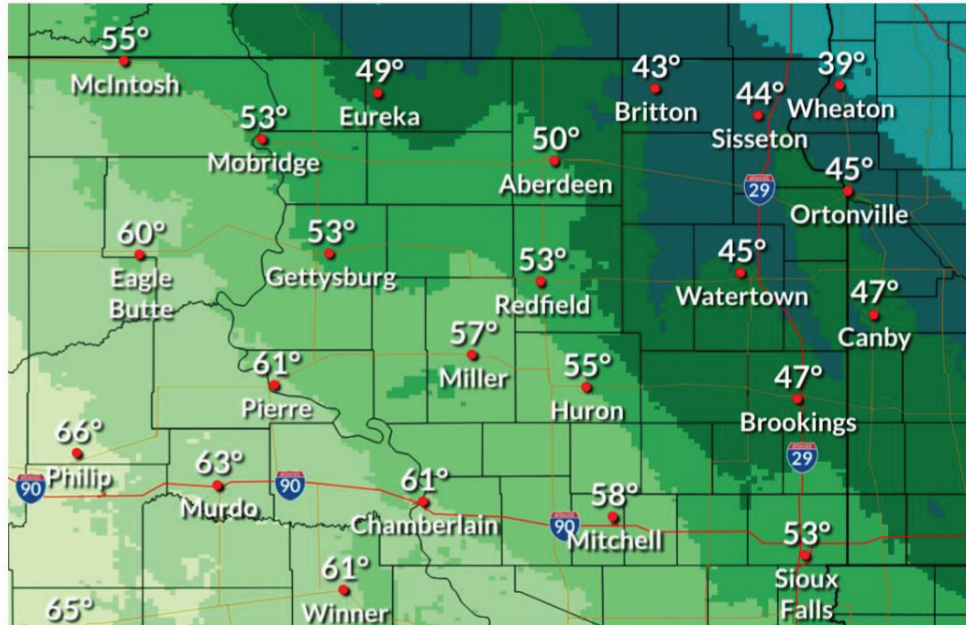 55°
McIntosh
49°
Eureka
43°
Britton
44°
Sisseton
39°
Wheaton
53°
Mobridge
50°
Aberdeen
29
45°
Ortonville
60°
Eagle
Butte
53°
Gettysburg
53°
Redfield
45°
Watertown
47°
Canby
61°
Pierre
57°
Miller
55°
Huron
47°
Brookings
66°
Philip
90
63°
Murdo
90
61°
Chamberlain
58°
Mitchell
90
29
53°
Sioux
Falls
65°
61°
Winner